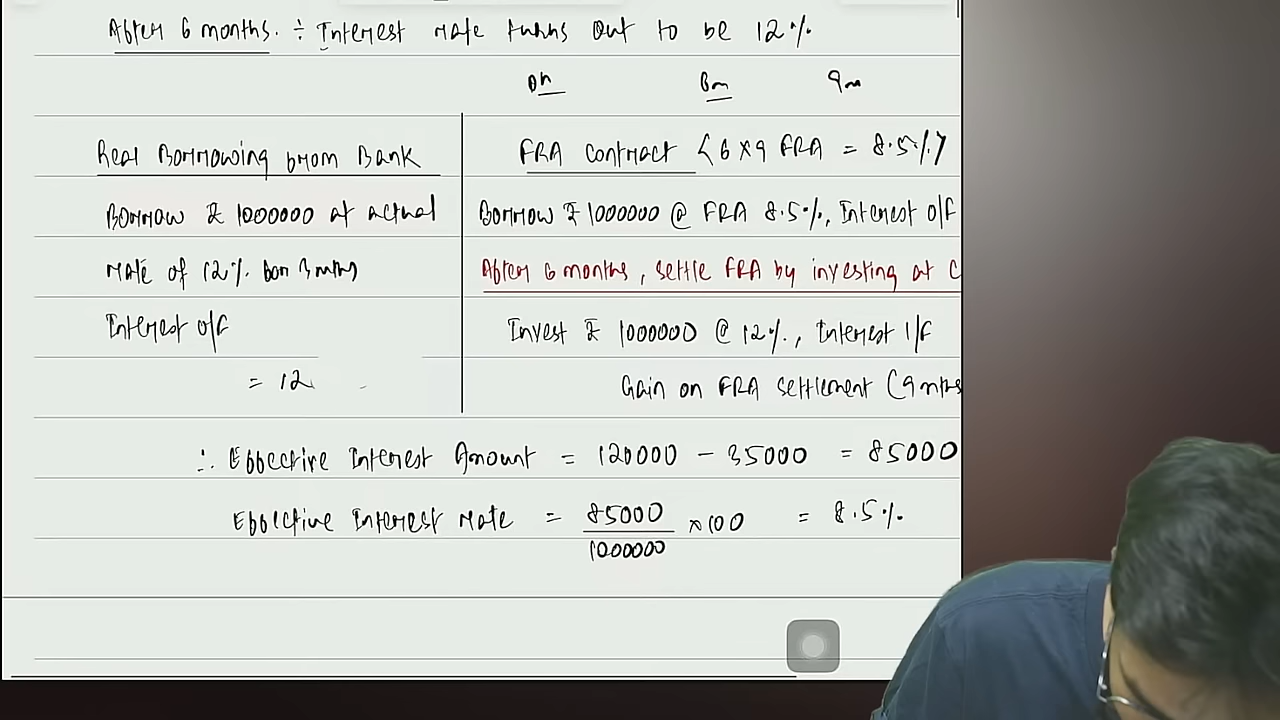 After 6 months. ÷ Interest rate turns out to be 12%
0m 6m 9m
Real Borrowing from Bank
Borrow ₹ 1000000 at actual
rate of 12% for 3 mnths
Interest o/f
= 12
FRA contract <6x9 FRA = 8.5%>
Borrow ₹ 1000000 @ FRA 8.5%, Interest o/f
After 6 months, settle FRA by investing at C
Invest ₹ 1000000 @ 12%, Interest I/F
Gain on FRA settlement (9 mths
∴ Effective Interest Amount = 120000 - 35000 = 85000
Effective Interest rate = 85000/1000000 × 100 = 8.5%